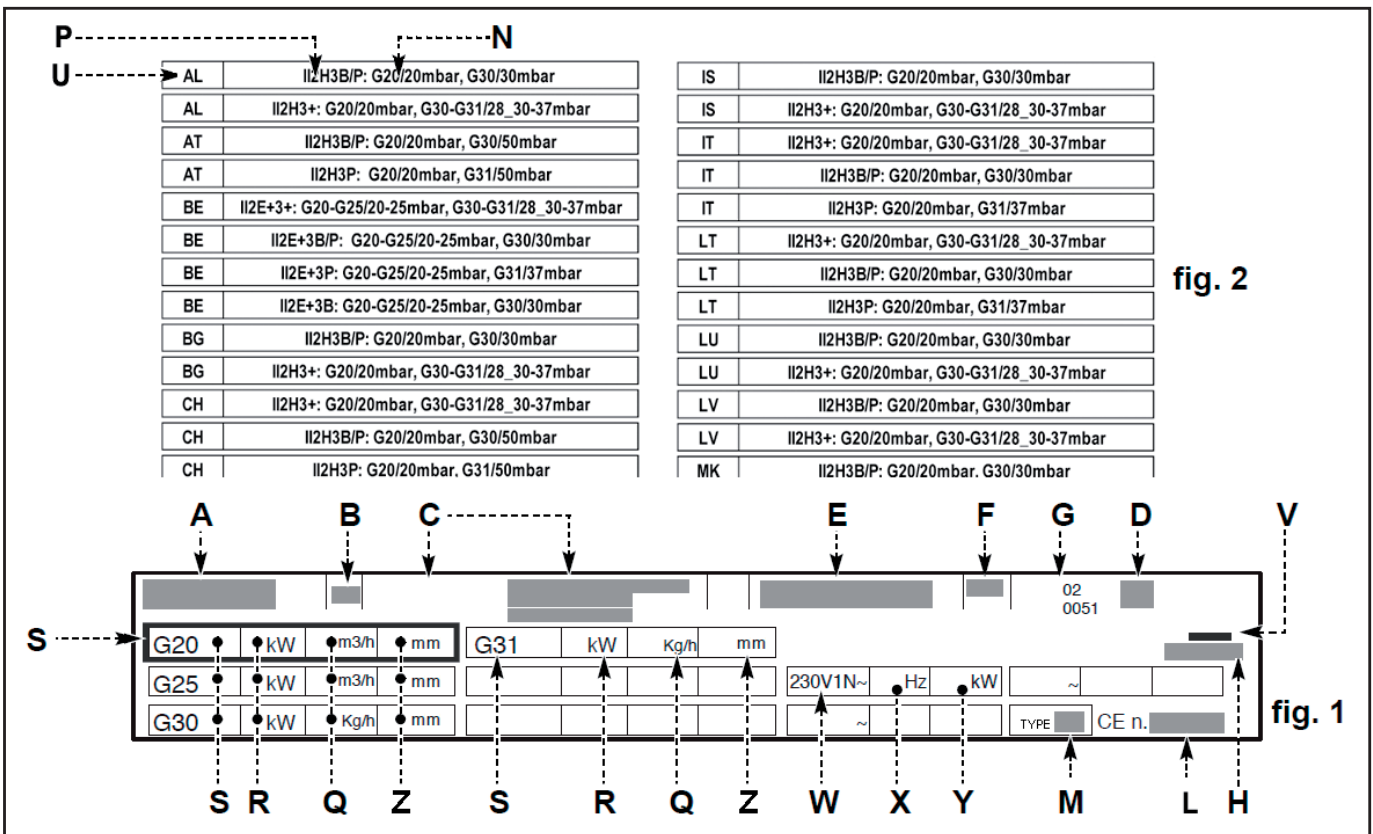 P N
U
AL II2H3B/P: G20/20mbar, G30/30mbar
AL II2H3+: G20/20mbar, G30-G31/28_30-37mbar
AT II2H3B/P: G20/20mbar, G30/50mbar
AT II2H3P: G20/20mbar, G31/50mbar
BE II2E+3+: G20-G25/20-25mbar, G30-G31/28_30-37mbar
BE II2E+3B/P: G20-G25/20-25mbar, G30/30mbar
BE II2E+3P: G20-G25/20-25mbar, G31/37mbar
BE II2E+3B: G20-G25/20-25mbar, G30/30mbar
BG II2H3B/P: G20/20mbar, G30/30mbar
BG II2H3+: G20/20mbar, G30-G31/28_30-37mbar
CH II2H3+: G20/20mbar, G30-G31/28_30-37mbar
CH II2H3B/P: G20/20mbar, G30/50mbar
CH II2H3P: G20/20mbar, G31/50mbar
IS II2H3B/P: G20/20mbar, G30/30mbar
IS II2H3+: G20/20mbar, G30-G31/28_30-37mbar
IT II2H3+: G20/20mbar, G30-G31/28_30-37mbar
IT II2H3B/P: G20/20mbar, G30/30mbar
IT II2H3P: G20/20mbar, G31/37mbar
LT II2H3+: G20/20mbar, G30-G31/28_30-37mbar
LT II2H3B/P: G20/20mbar, G30/30mbar
LT II2H3P: G20/20mbar, G31/37mbar
LU II2H3B/P: G20/20mbar, G30/30mbar
LU II2H3+: G20/20mbar, G30-G31/28_30-37mbar
LV II2H3B/P: G20/20mbar, G30/30mbar
LV II2H3+: G20/20mbar, G30-G31/28_30-37mbar
MK II2H3B/P: G20/20mbar, G30/30mbar
fig. 2
A B C E F G D V
02
0051
S
G20 kW m3/h mm G31 kW Kg/h mm
G25 kW m3/h mm 230V1N~ Hz kW ~
G30 kW Kg/h mm ~ TYPE CE n.
fig. 1
S R Q Z S R Q Z W X Y M L H